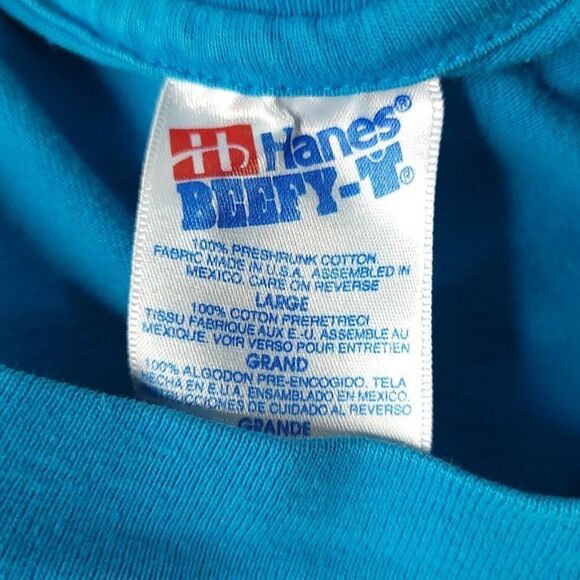 Hb Hanes®
BEEFY-T®
100% PRESHRUNK COTTON
FABRIC MADE IN U.S.A. ASSEMBLED IN
MEXICO. CARE ON REVERSE
LARGE
100% COTON PRERETRECI
TISSU FABRIQUE AUX E.-U. ASSEMBLE AU
MEXIQUE. VOIR VERSO POUR ENTRETIEN
GRAND
100% ALGODON PRE-ENCOGIDO. TELA
HECHA EN E.U.A. ENSAMBLADO EN MEXICO.
DE CUIDADO AL REVERSO
GRANDE